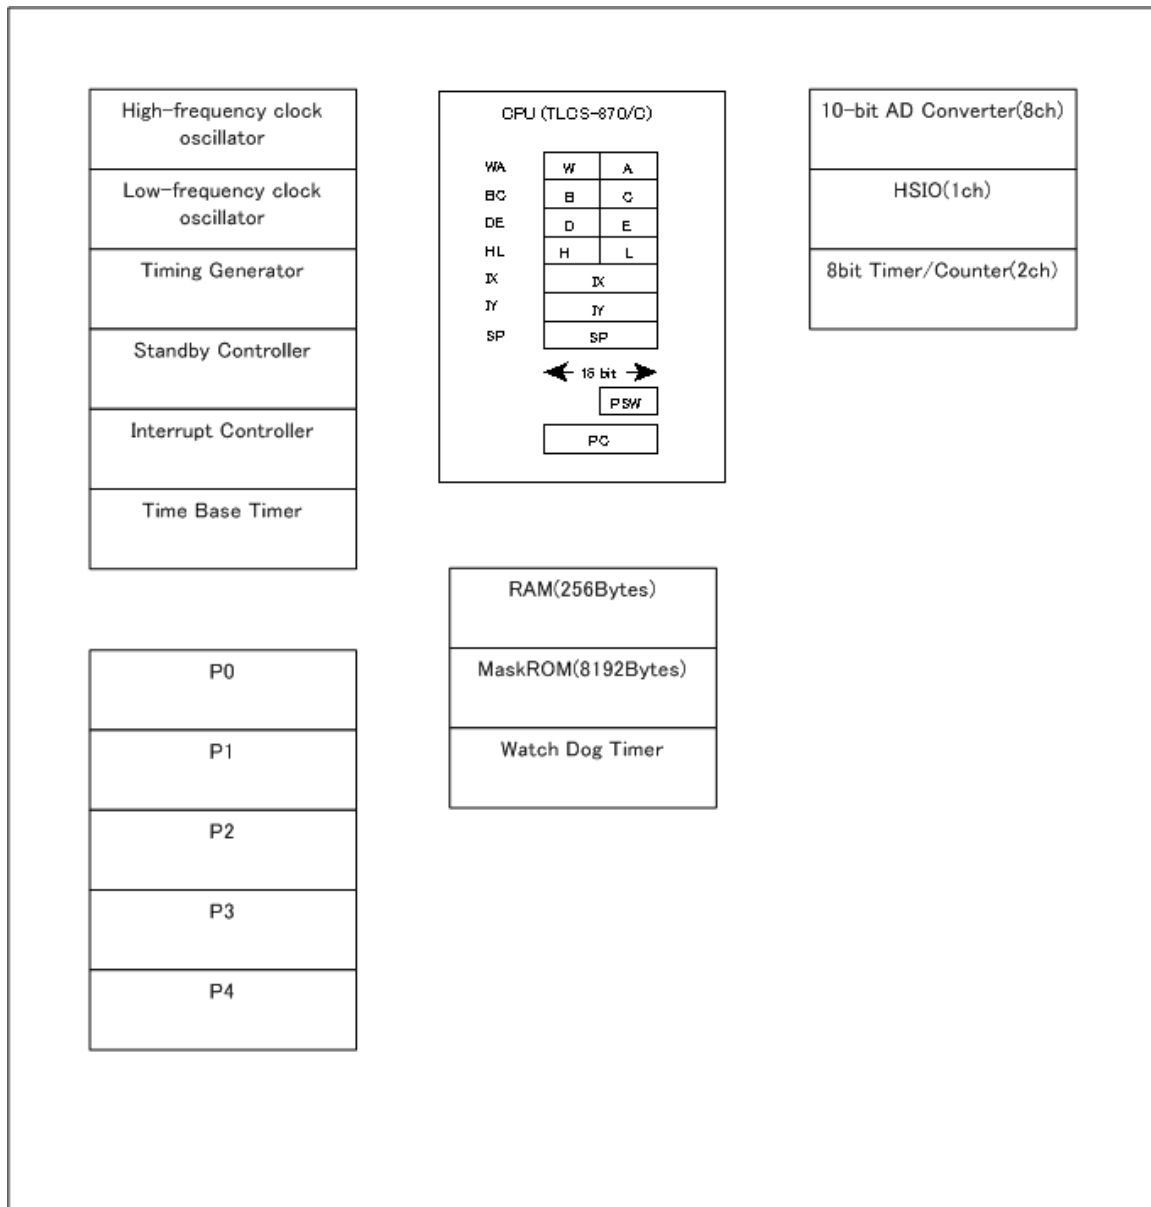 High-frequency clock
oscillator
Low-frequency clock
oscillator
Timing Generator
Standby Controller
Interrupt Controller
Time Base Timer
P0
P1
P2
P3
P4
CPU (TLCS-870/C)
WA W A
BC B C
DE D E
HL H L
IX IX
IY IY
SP SP
16 bit
PSW
PC
RAM(256Bytes)
MaskROM(8192Bytes)
Watch Dog Timer
10-bit AD Converter(8ch)
HSIO(1ch)
8bit Timer/Counter(2ch)